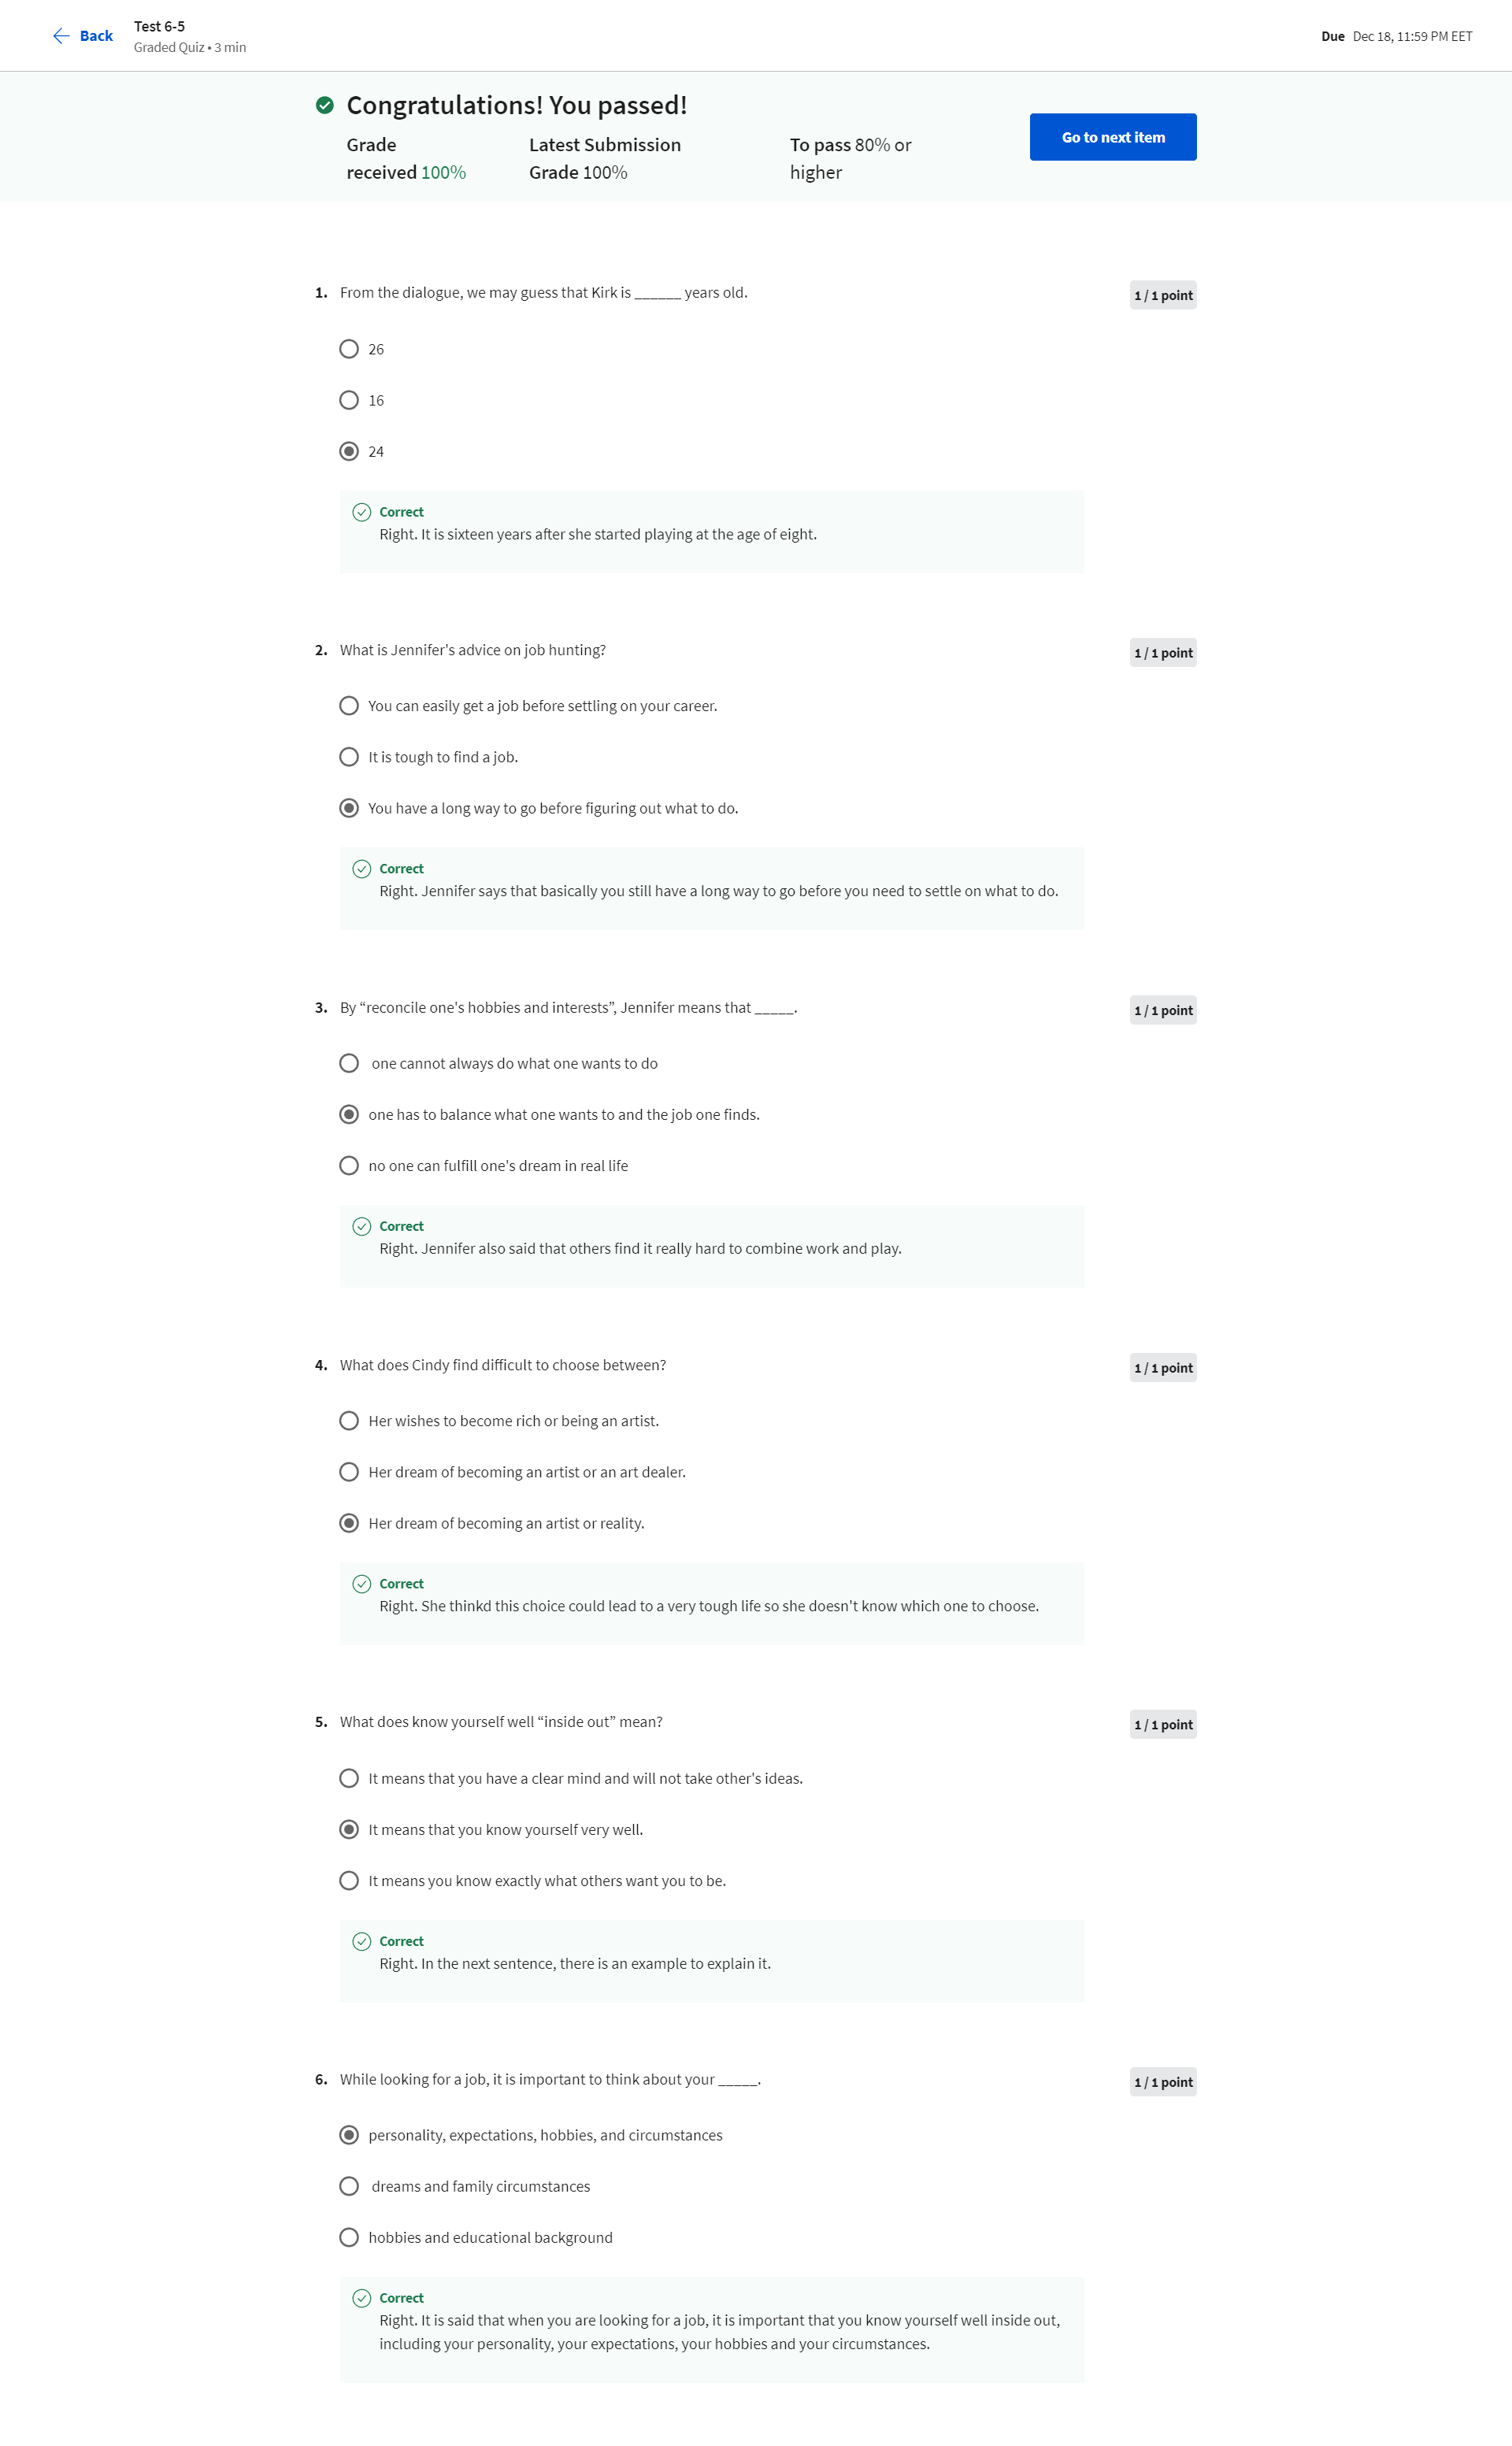 Back
Test 6-5
Graded Quiz • 3 min
Due Dec 18, 11:59 PM EET
Congratulations! You passed!
Grade received 100%
Latest Submission Grade 100%
To pass 80% or higher
Go to next item
1. From the dialogue, we may guess that Kirk is ______ years old.
1 / 1 point
26
16
24
Correct
Right. It is sixteen years after she started playing at the age of eight.
2. What is Jennifer's advice on job hunting?
1 / 1 point
You can easily get a job before settling on your career.
It is tough to find a job.
You have a long way to go before figuring out what to do.
Correct
Right. Jennifer says that basically you still have a long way to go before you need to settle on what to do.
3. By “reconcile one's hobbies and interests”, Jennifer means that _____.
1 / 1 point
one cannot always do what one wants to do
one has to balance what one wants to and the job one finds.
no one can fulfill one's dream in real life
Correct
Right. Jennifer also said that others find it really hard to combine work and play.
4. What does Cindy find difficult to choose between?
1 / 1 point
Her wishes to become rich or being an artist.
Her dream of becoming an artist or an art dealer.
Her dream of becoming an artist or reality.
Correct
Right. She thinkd this choice could lead to a very tough life so she doesn't know which one to choose.
5. What does know yourself well “inside out” mean?
1 / 1 point
It means that you have a clear mind and will not take other's ideas.
It means that you know yourself very well.
It means you know exactly what others want you to be.
Correct
Right. In the next sentence, there is an example to explain it.
6. While looking for a job, it is important to think about your _____.
1 / 1 point
personality, expectations, hobbies, and circumstances
dreams and family circumstances
hobbies and educational background
Correct
Right. It is said that when you are looking for a job, it is important that you know yourself well inside out,
including your personality, your expectations, your hobbies and your circumstances.